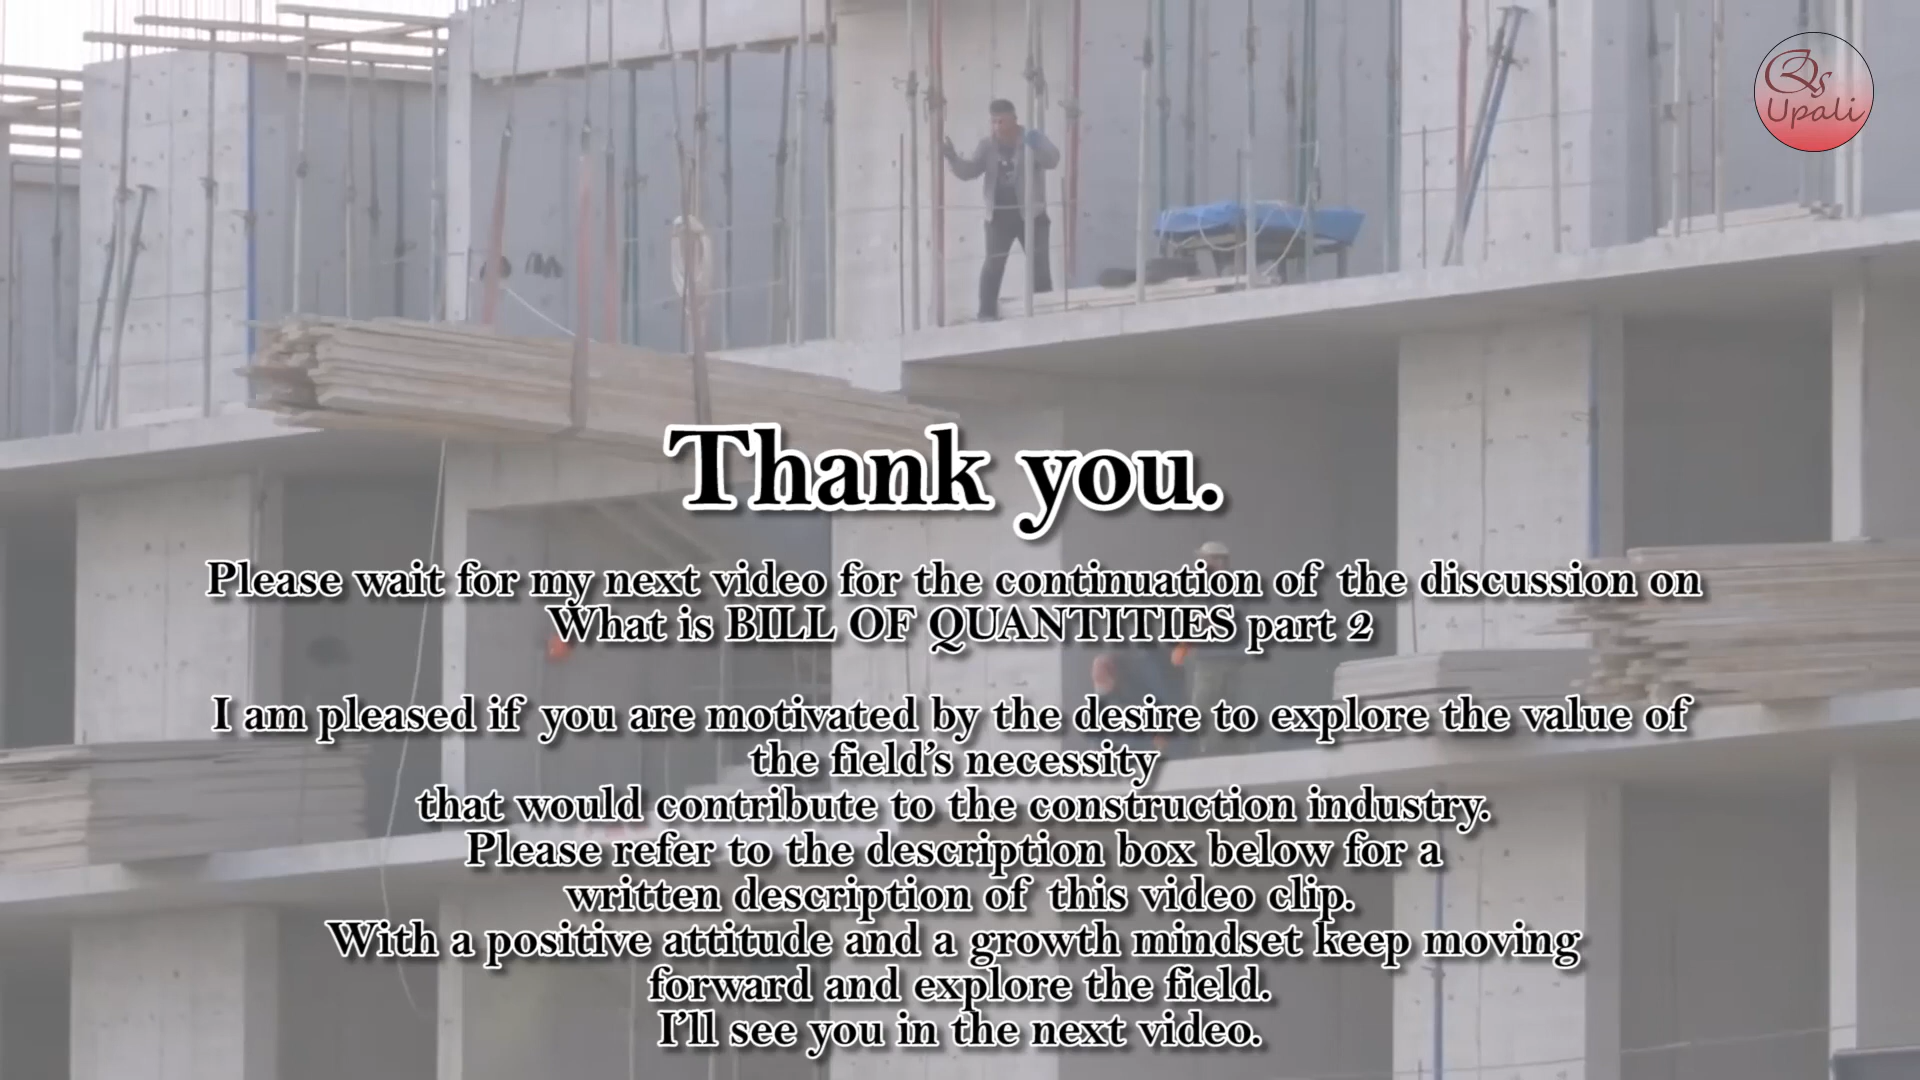 Qs
Upali
Thank you.
Please wait for my next video for the continuation of the discussion on
What is BILL OF QUANTITIES part 2
I am pleased if you are motivated by the desire to explore the value of
the field's necessity
that would contribute to the construction industry.
Please refer to the description box below for a
written description of this video clip.
With a positive attitude and a growth mindset keep moving
forward and explore the field.
I'll see you in the next video.